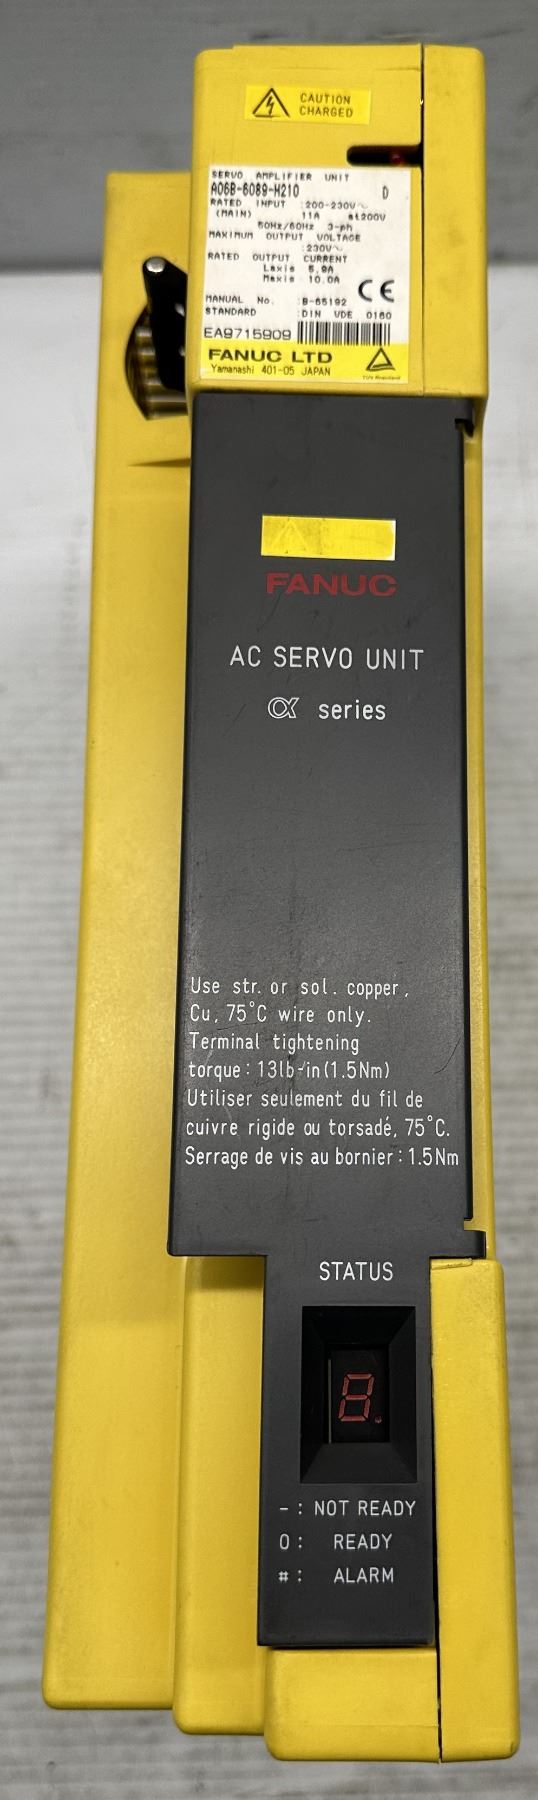 CAUTION
CHARGED
SERVO AMPLIFIER UNIT
A06B-6089-H210 D
RATED INPUT :200-230V~
(MAIN) 11A at200V
50Hz/60Hz 3-ph
MAXIMUM OUTPUT VOLTAGE
:230V~
RATED OUTPUT CURRENT
Laxis 5.9A
Maxis 10.0A
MANUAL No. :B-65192
STANDARD :DIN VDE 0160
CE
EA9715909
FANUC LTD
Yamanashi 401-05 JAPAN
TÜV Rheinland
FANUC
AC SERVO UNIT
α series
Use str. or sol. copper,
Cu, 75°C wire only.
Terminal tightening
torque : 13lb-in (1.5Nm)
Utiliser seulement du fil de
cuivre rigide ou torsadé, 75°C.
Serrage de vis au bornier : 1.5Nm
STATUS
8.
- : NOT READY
0 : READY
# : ALARM